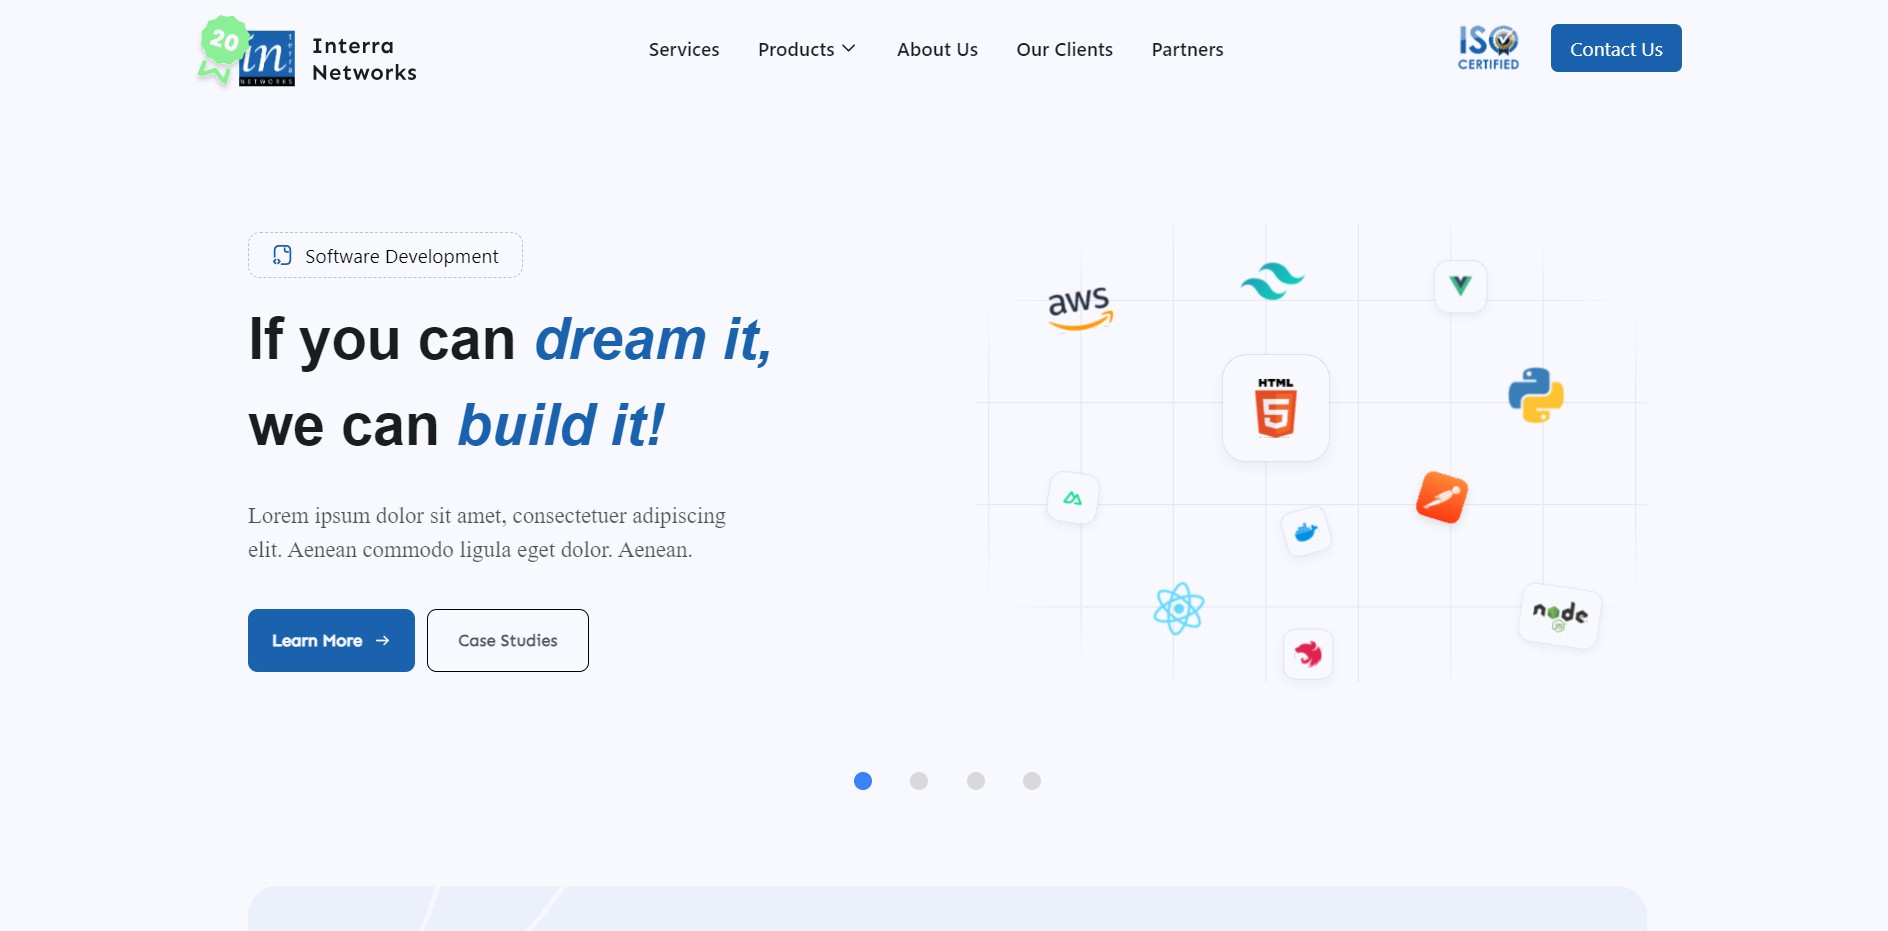 20
in
terra
NETWORKS
Interra
Networks
Services
Products
About Us
Our Clients
Partners
ISO
CERTIFIED
Contact Us
Software Development
If you can dream it,
we can build it!
Lorem ipsum dolor sit amet, consectetuer adipiscing
elit. Aenean commodo ligula eget dolor. Aenean.
Learn More
Case Studies
aws
HTML
5
node